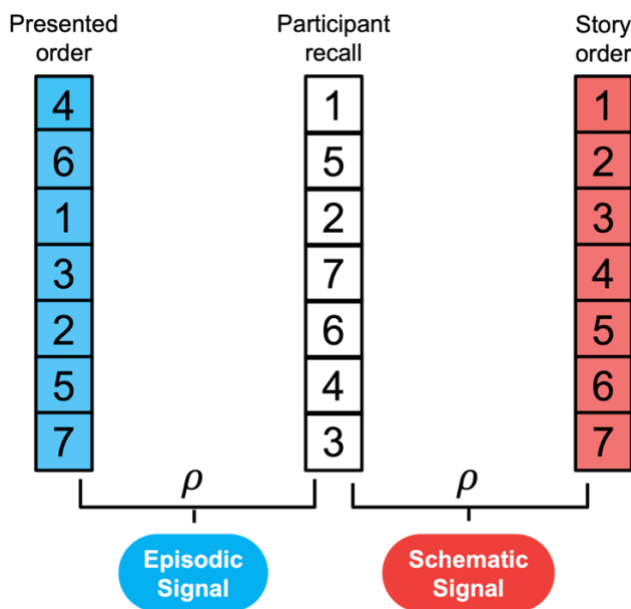 Presented
order
Participant
recall
Story
order
4 1 1
6 5 2
1 2 3
3 7 4
2 6 5
5 4 6
7 3 7
ρ ρ
Episodic
Signal
Schematic
Signal